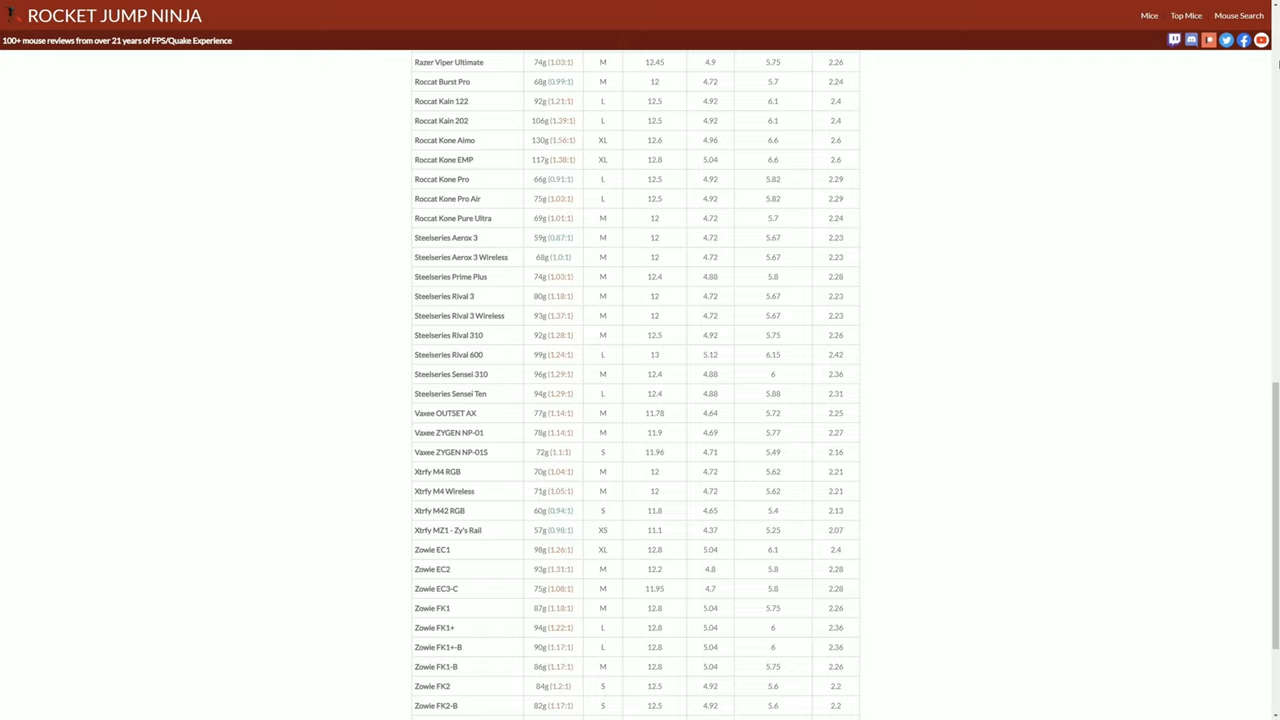 ROCKET JUMP NINJA
Mice Top Mice Mouse Search
100+ mouse reviews from over 21 years of FPS/Quake Experience
Razer Viper Ultimate 74g (1.03:1) M 12.45 4.9 5.75 2.26
Roccat Burst Pro 68g (0.99:1) M 12 4.72 5.7 2.24
Roccat Kain 122 92g (1.21:1) L 12.5 4.92 6.1 2.4
Roccat Kain 202 106g (1.39:1) L 12.5 4.92 6.1 2.4
Roccat Kone Aimo 130g (1.56:1) XL 12.6 4.96 6.6 2.6
Roccat Kone EMP 117g (1.38:1) XL 12.8 5.04 6.6 2.6
Roccat Kone Pro 66g (0.91:1) L 12.5 4.92 5.82 2.29
Roccat Kone Pro Air 75g (1.03:1) L 12.5 4.92 5.82 2.29
Roccat Kone Pure Ultra 69g (1.01:1) M 12 4.72 5.7 2.24
Steelseries Aerox 3 59g (0.87:1) M 12 4.72 5.67 2.23
Steelseries Aerox 3 Wireless 68g (1.0:1) M 12 4.72 5.67 2.23
Steelseries Prime Plus 74g (1.03:1) M 12.4 4.88 5.8 2.28
Steelseries Rival 3 80g (1.18:1) M 12 4.72 5.67 2.23
Steelseries Rival 3 Wireless 93g (1.37:1) M 12 4.72 5.67 2.23
Steelseries Rival 310 92g (1.28:1) M 12.5 4.92 5.75 2.26
Steelseries Rival 600 99g (1.24:1) L 13 5.12 6.15 2.42
Steelseries Sensei 310 96g (1.29:1) M 12.4 4.88 6 2.36
Steelseries Sensei Ten 94g (1.29:1) L 12.4 4.88 5.88 2.31
Vaxee OUTSET AX 77g (1.14:1) M 11.78 4.64 5.72 2.25
Vaxee ZYGEN NP-01 78g (1.14:1) M 11.9 4.69 5.77 2.27
Vaxee ZYGEN NP-01S 72g (1.1:1) S 11.96 4.71 5.49 2.16
Xtrfy M4 RGB 70g (1.04:1) M 12 4.72 5.62 2.21
Xtrfy M4 Wireless 71g (1.05:1) M 12 4.72 5.62 2.21
Xtrfy M42 RGB 60g (0.94:1) S 11.8 4.65 5.4 2.13
Xtrfy MZ1 - Zy's Rail 57g (0.98:1) XS 11.1 4.37 5.25 2.07
Zowie EC1 98g (1.26:1) XL 12.8 5.04 6.1 2.4
Zowie EC2 93g (1.31:1) M 12.2 4.8 5.8 2.28
Zowie EC3-C 75g (1.08:1) M 11.95 4.7 5.8 2.28
Zowie FK1 87g (1.18:1) M 12.8 5.04 5.75 2.26
Zowie FK1+ 94g (1.22:1) L 12.8 5.04 6 2.36
Zowie FK1+-B 90g (1.17:1) L 12.8 5.04 6 2.36
Zowie FK1-B 86g (1.17:1) M 12.8 5.04 5.75 2.26
Zowie FK2 84g (1.2:1) S 12.5 4.92 5.6 2.2
Zowie FK2-B 82g (1.17:1) S 12.5 4.92 5.6 2.2